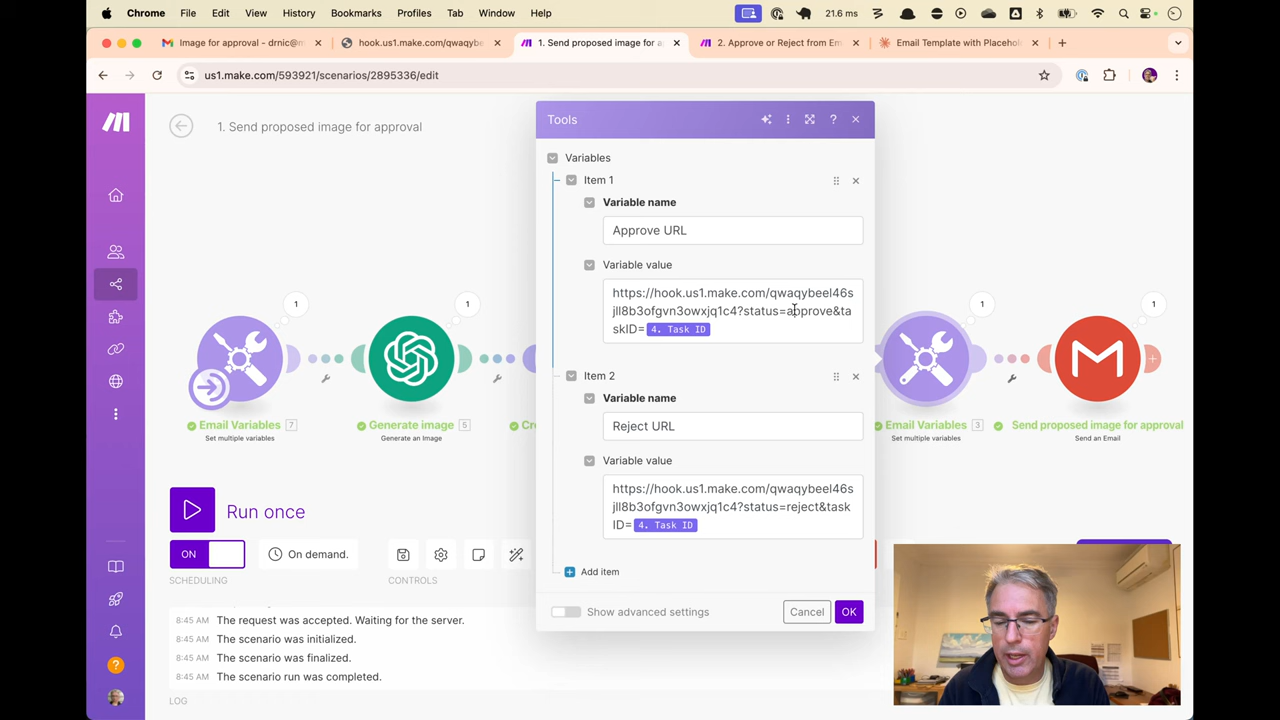 Chrome File Edit View History Bookmarks Profiles Tab Window Help 21.6 ms
Image for approval - drnic@m
hook.us1.make.com/qwaqybe
1. Send proposed image for a
2. Approve or Reject from Em
Email Template with Placehol
us1.make.com/593921/scenarios/2895336/edit
1. Send proposed image for approval
Tools
Variables
Item 1
Variable name
Approve URL
Variable value
https://hook.us1.make.com/qwaqybeel46s
jll8b3ofgvn3owxjq1c4?status=approve&ta
skID= 4. Task ID
Item 2
Variable name
Reject URL
Variable value
https://hook.us1.make.com/qwaqybeel46s
jll8b3ofgvn3owxjq1c4?status=reject&task
ID= 4. Task ID
Add item
Show advanced settings
Cancel OK
1
1
1
1
Email Variables 7
Set multiple variables
Generate image 5
Generate an Image
Cr
Email Variables 3
Set multiple variables
Send proposed image for approval
Send an Email
Run once
ON
On demand.
SCHEDULING
CONTROLS
8:45 AM The request was accepted. Waiting for the server.
8:45 AM The scenario was initialized.
8:45 AM The scenario was finalized.
8:45 AM The scenario run was completed.
LOG